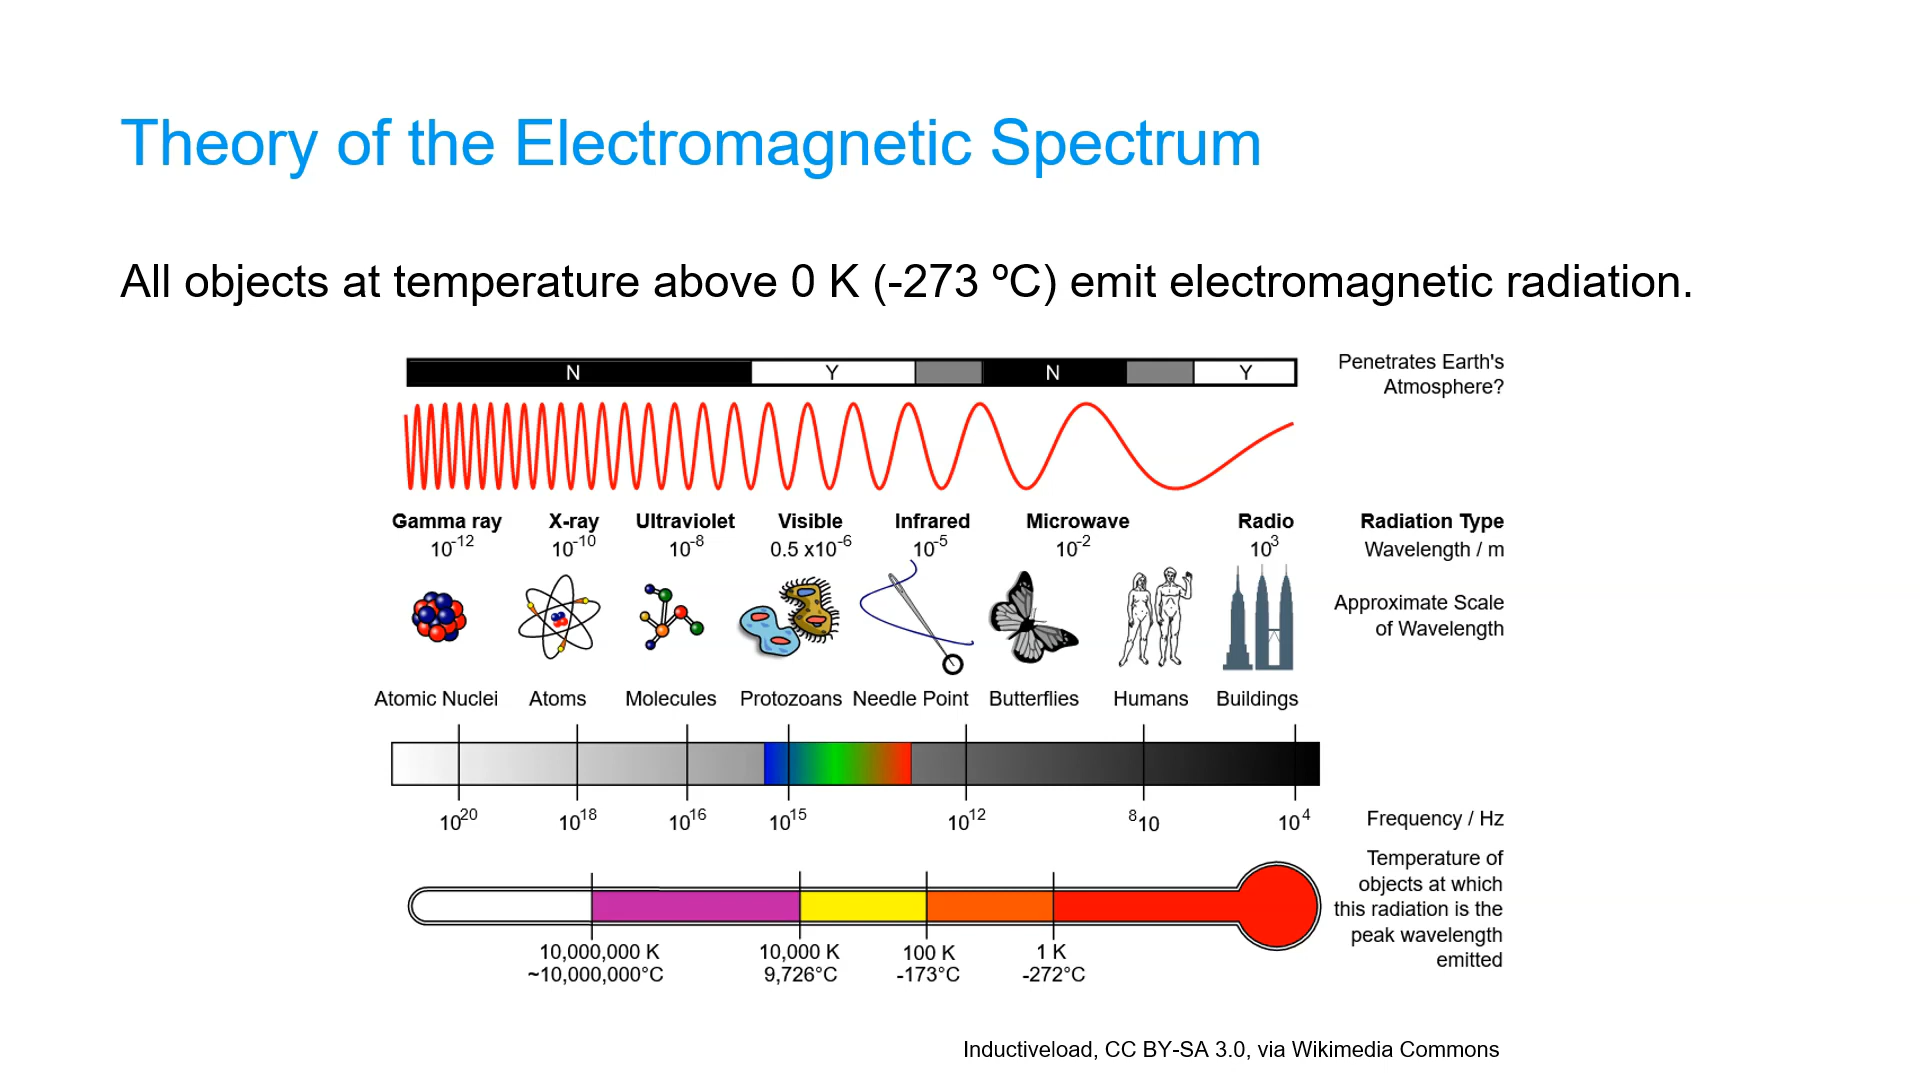 Theory of the Electromagnetic Spectrum
All objects at temperature above 0 K (-273 ºC) emit electromagnetic radiation.
N Y N Y
Penetrates Earth's
Atmosphere?
Gamma ray X-ray Ultraviolet Visible Infrared Microwave Radio Radiation Type
10⁻¹² 10⁻¹⁰ 10⁻⁸ 0.5 x10⁻⁶ 10⁻⁵ 10⁻² 10³ Wavelength / m
Approximate Scale
of Wavelength
Atomic Nuclei Atoms Molecules Protozoans Needle Point Butterflies Humans Buildings
10²⁰ 10¹⁸ 10¹⁶ 10¹⁵ 10¹² ⁸10 10⁴ Frequency / Hz
Temperature of
objects at which
this radiation is the
peak wavelength
emitted
10,000,000 K 10,000 K 100 K 1 K
~10,000,000°C 9,726°C -173°C -272°C
Inductiveload, CC BY-SA 3.0, via Wikimedia Commons